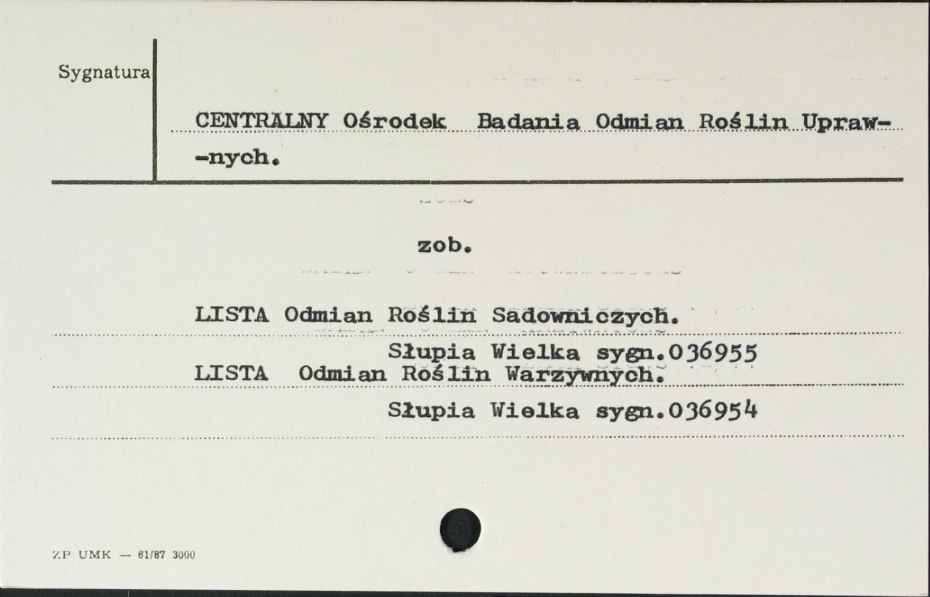 Sygnatura
CENTRALNY Ośrodek Badania Odmian Roślin Upraw-
-nych.
zob.
LISTA Odmian Roślin Sadowniczych.
Słupia Wielka sygn.036955
LISTA Odmian Roślin Warzywnych.
Słupia Wielka sygn.036954
ZP UMK — 61/87 3000